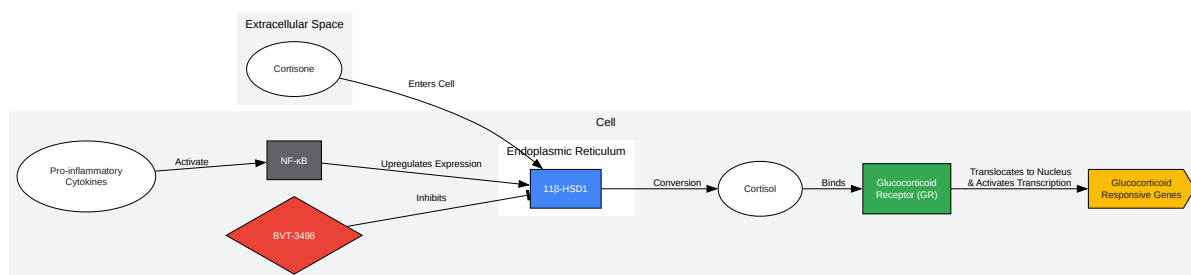 Extracellular Space
Cortisone
Enters Cell
Cell
Pro-inflammatory
Cytokines
Activate
NF-κB
Upregulates Expression
Endoplasmic Reticulum
11β-HSD1
BVT-3498
Inhibits
Conversion
Cortisol
Binds
Glucocorticoid
Receptor (GR)
Translocates to Nucleus
& Activates Transcription
Glucocorticoid
Responsive Genes